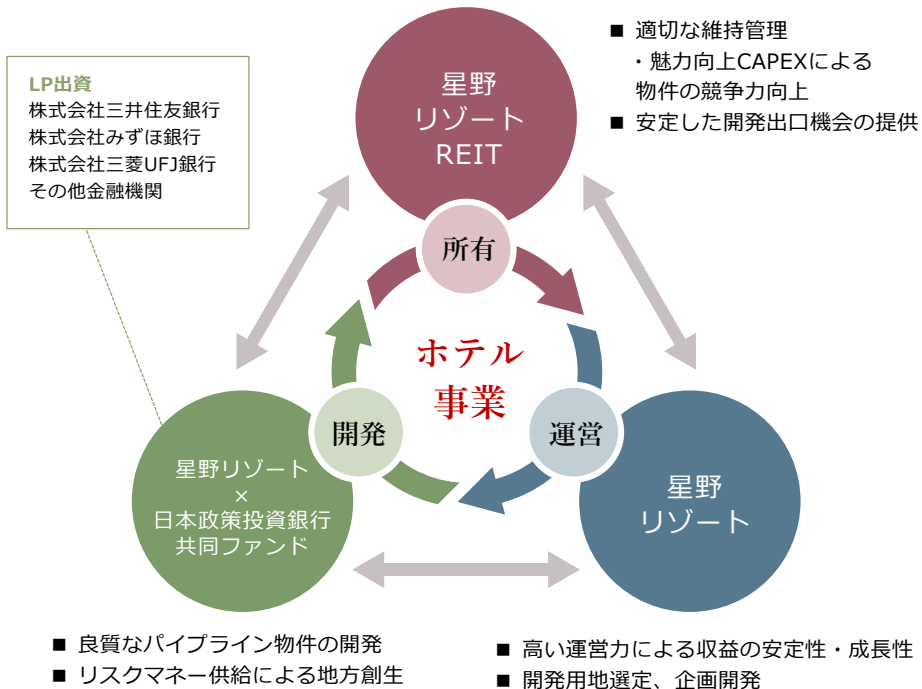 ■ 適切な維持管理
・魅力向上CAPEXによる
物件の競争力向上
■ 安定した開発出口機会の提供
LP出資
株式会社三井住友銀行
株式会社みずほ銀行
株式会社三菱UFJ銀行
その他金融機関
星野
リゾート
REIT
所有
ホテル
事業
開発
運営
星野リゾート
×
日本政策投資銀行
共同ファンド
星野
リゾート
■ 良質なパイプライン物件の開発
■ リスクマネー供給による地方創生
■ 高い運営力による収益の安定性・成長性
■ 開発用地選定、企画開発